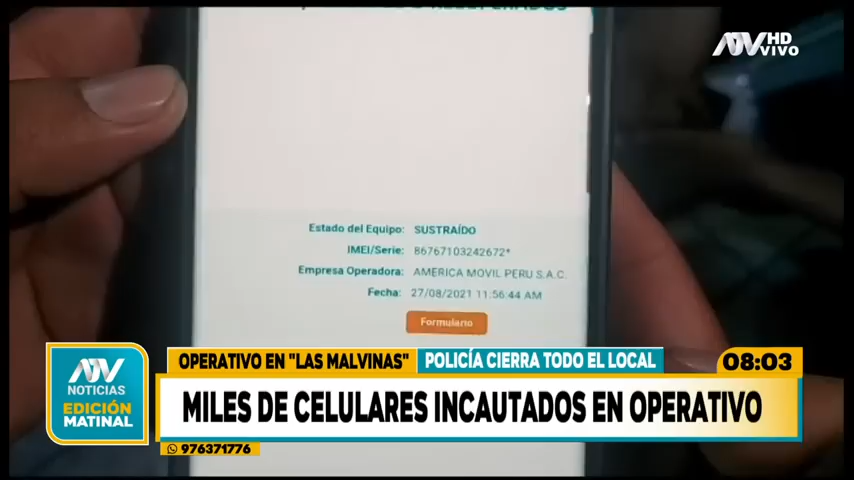 ATV HD
VIVO
Estado del Equipo: SUSTRAÍDO
IMEI/Serie: 86767103242672*
Empresa Operadora: AMERICA MOVIL PERU S.A.C.
Fecha: 27/08/2021 11:56:44 AM
Formulario
OPERATIVO EN "LAS MALVINAS" POLICÍA CIERRA TODO EL LOCAL 08:03
ATV
NOTICIAS
EDICIÓN
MATINAL
MILES DE CELULARES INCAUTADOS EN OPERATIVO
976371776